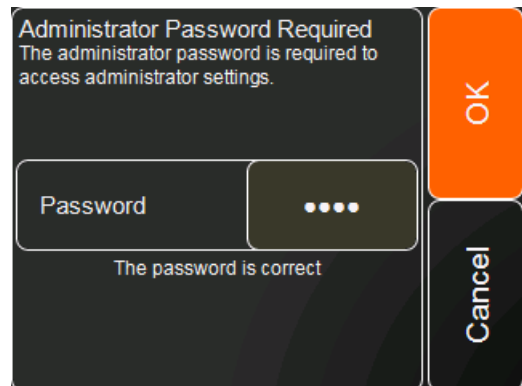 Administrator Password Required
The administrator password is required to
access administrator settings.
OK
Password ●●●●
The password is correct
Cancel